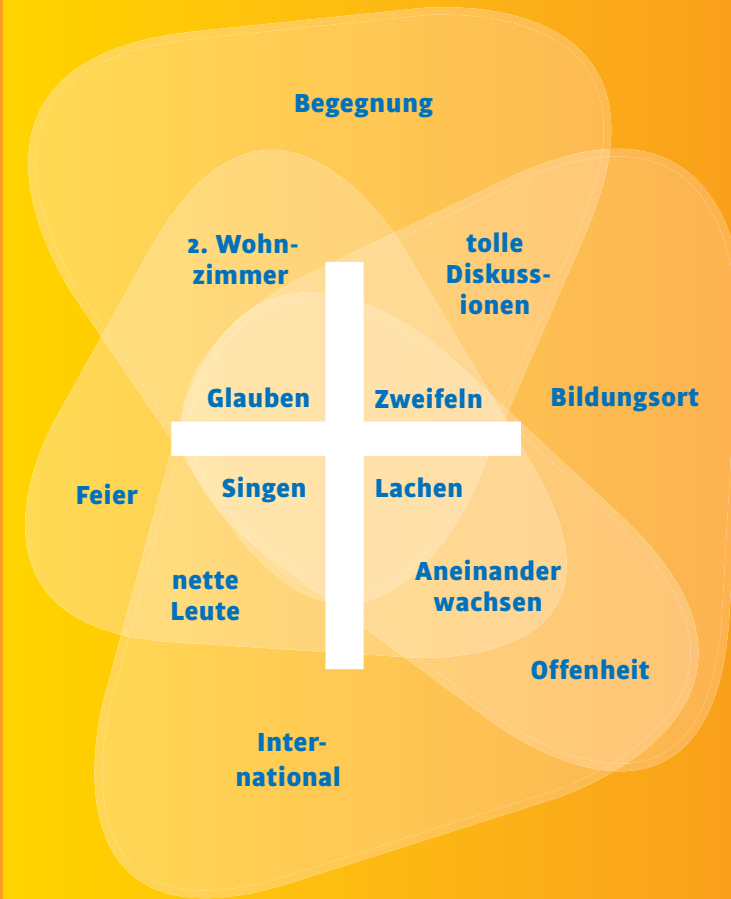 Begegnung
2. Wohn-
zimmer
tolle
Diskuss-
ionen
Glauben
Zweifeln
Bildungsort
Singen
Lachen
Feier
nette
Leute
Aneinander
wachsen
Offenheit
Inter-
national